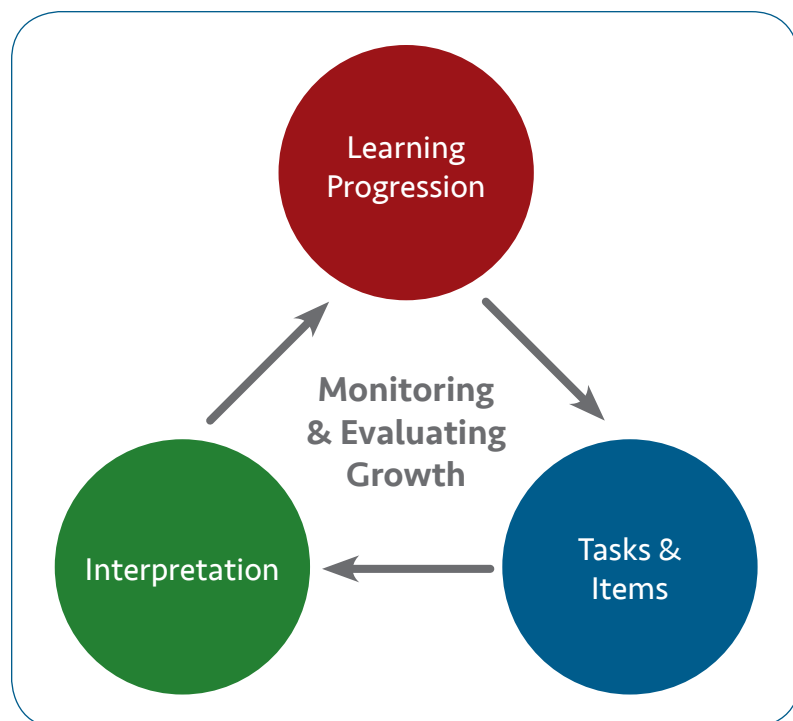 Learning
Progression
Monitoring
& Evaluating
Growth
Interpretation
Tasks &
Items